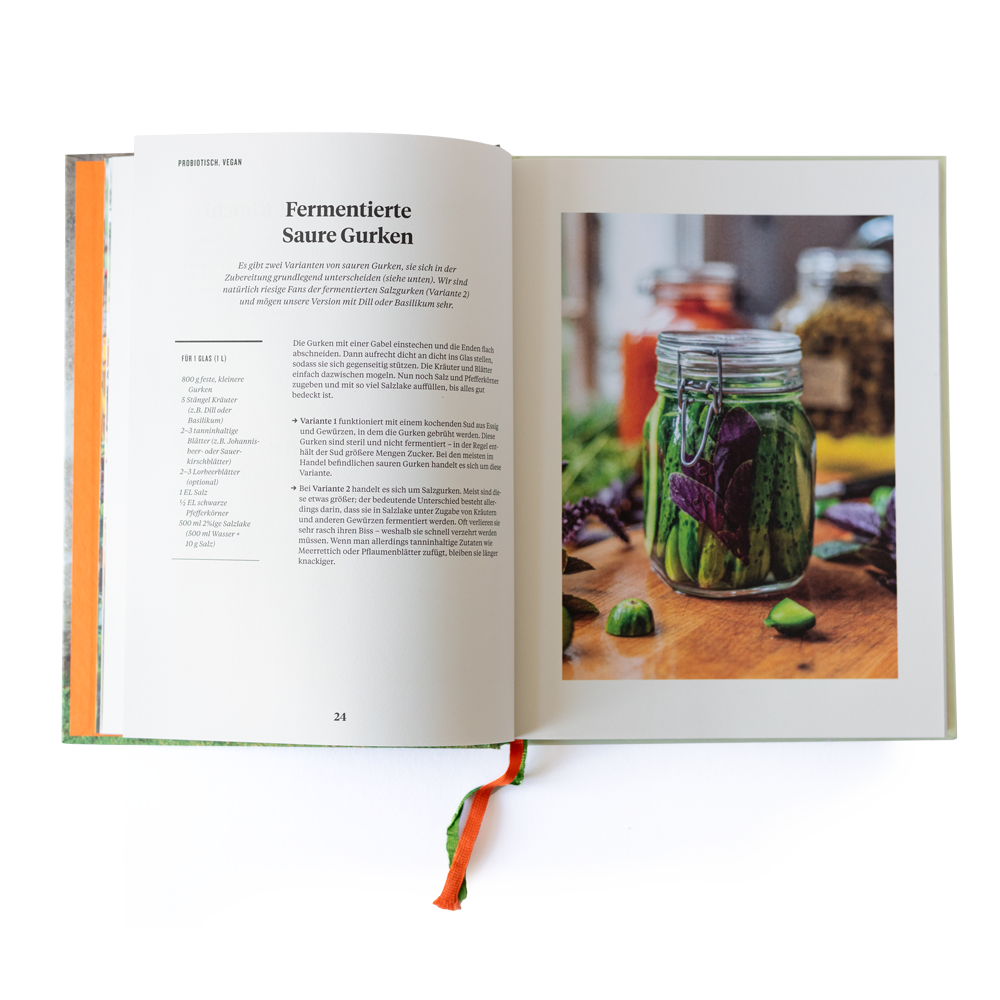 PROBIOTISCH, VEGAN
Fermentierte
Saure Gurken
Es gibt zwei Varianten von sauren Gurken, sie sich in der
Zubereitung grundlegend unterscheiden (siehe unten). Wir sind
natürlich riesige Fans der fermentierten Salzgurken (Variante 2)
und mögen unsere Version mit Dill oder Basilikum sehr.
FÜR 1 GLAS (1 L)
800 g feste, kleinere
Gurken
5 Stängel Kräuter
(z.B. Dill oder
Basilikum)
2–3 tanninhaltige
Blätter (z.B. Johannis-
beer- oder Sauer-
kirschblätter)
2–3 Lorbeerblätter
(optional)
1 EL Salz
½ EL schwarze
Pfefferkörner
500 ml 2%ige Salzlake
(500 ml Wasser +
10 g Salz)
Die Gurken mit einer Gabel einstechen und die Enden flach
abschneiden. Dann aufrecht dicht an dicht ins Glas stellen,
sodass sie sich gegenseitig stützen. Die Kräuter und Blätter
einfach dazwischen mogeln. Nun noch Salz und Pfefferkörner
zugeben und mit so viel Salzlake auffüllen, bis alles gut
bedeckt ist.
→ Variante 1 funktioniert mit einem kochenden Sud aus Essig
und Gewürzen, in dem die Gurken gebrüht werden. Diese
Gurken sind steril und nicht fermentiert – in der Regel ent-
hält der Sud größere Mengen Zucker. Bei den meisten im
Handel befindlichen sauren Gurken handelt es sich um diese
Variante.
→ Bei Variante 2 handelt es sich um Salzgurken. Meist sind die-
se etwas größer; der bedeutende Unterschied besteht aller-
dings darin, dass sie in Salzlake unter Zugabe von Kräutern
und anderen Gewürzen fermentiert werden. Oft verlieren sie
sehr rasch ihren Biss – weshalb sie schnell verzehrt werden
müssen. Wenn man allerdings tanninhaltige Zutaten wie
Meerrettich oder Pflaumenblätter zufügt, bleiben sie länger
knackiger.
24